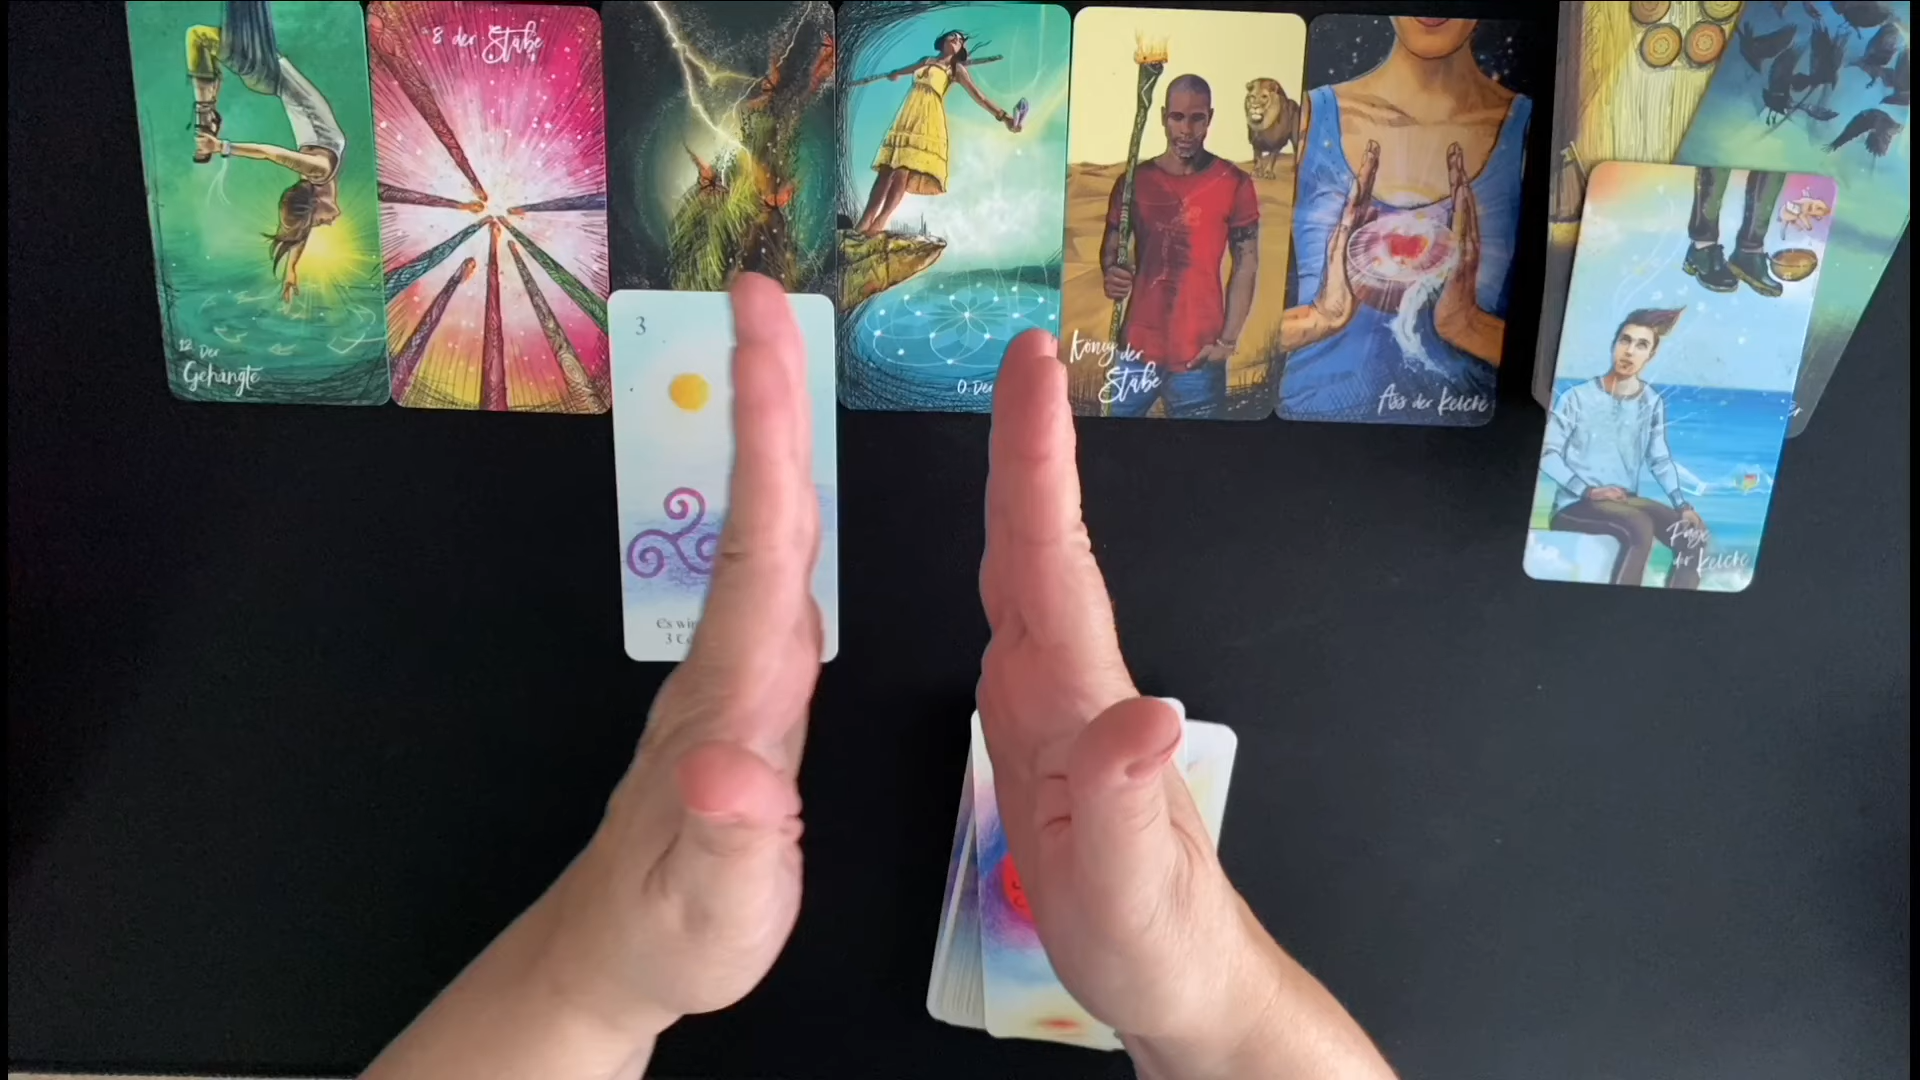 12 Der
Gehängte
8 der Stäbe
3
Es
3
0 Der
König der
Stäbe
Ass der Kelche
Page
der Kelche